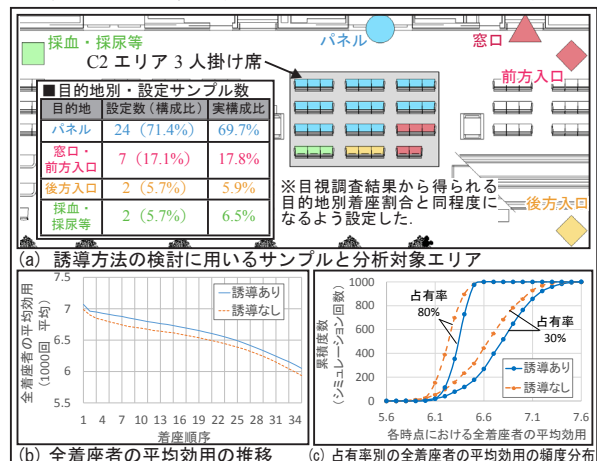 採血・採尿等
パネル
窓口
前方入口
C2 エリア 3 人掛け席
■目的地別・設定サンプル数
目的地 設定数（構成比） 実構成比
パネル 24（71.4%） 69.7%
窓口・前方入口 7（17.1%） 17.8%
後方入口 2（5.7%） 5.9%
採血・採尿等 2（5.7%） 6.5%
※目視調査結果から得られる
目的地別着座割合と同程度に
なるよう設定した.
後方入口
(a) 誘導方法の検討に用いるサンプルと分析対象エリア
全着座者の平均効用
（1000回 平均）
7.5
7
6.5
6
5.5
誘導あり
誘導なし
1 4 7 10 13 16 19 22 25 28 31 34
着座順序
(b) 全着座者の平均効用の推移
累積度数
（シミュレーション回数）
1000
800
600
400
200
0
占有率
80%
占有率
30%
誘導あり
誘導なし
5.6 6.1 6.6 7.1 7.6
各時点における全着座者の平均効用
(c) 占有率別の全着座者の平均効用の頻度分布